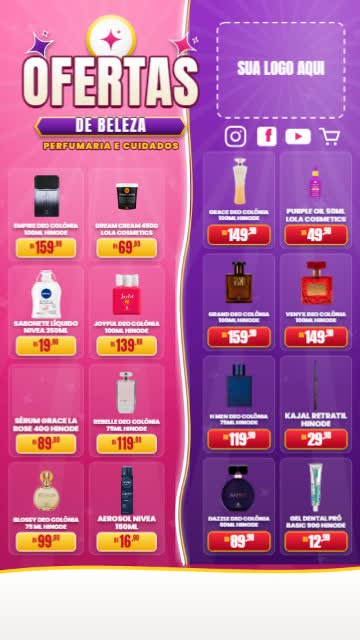 OFERTAS
DE BELEZA
PERFUMARIA E CUIDADOS
SUA LOGO AQUI
EMPIRE DEO COLÔNIA
100ML HINODE
R$159,90
DREAM CREAM 450G
LOLA COSMETICS
R$69,99
SABONETE LÍQUIDO
NIVEA 250ML
R$19,90
JOYFUL DEO COLÔNIA
100ML HINODE
R$139,90
SÉRUM GRACE LA
ROSE 40G HINODE
R$89,90
REBELLE DEO COLÔNIA
75ML HINODE
R$119,90
BLOSSY DEO COLÔNIA
75 ML HINODE
R$99,90
AEROSOL NIVEA
150ML
R$16,90
GRACE DEO COLÔNIA
100ML HINODE
R$149,90
PURPLE OIL 50ML
LOLA COSMETICS
R$49,90
GRAND DEO COLÔNIA
100ML HINODE
R$159,90
VENYX DEO COLÔNIA
100ML HINODE
R$149,90
H MEN DEO COLÔNIA
75ML HINODE
R$119,90
KAJAL RETRATIL
HINODE
R$29,90
DAZZLE DEO COLÔNIA
60ML HINODE
R$89,90
GEL DENTAL PRÓ
BASIC 90G HINODE
R$12,90